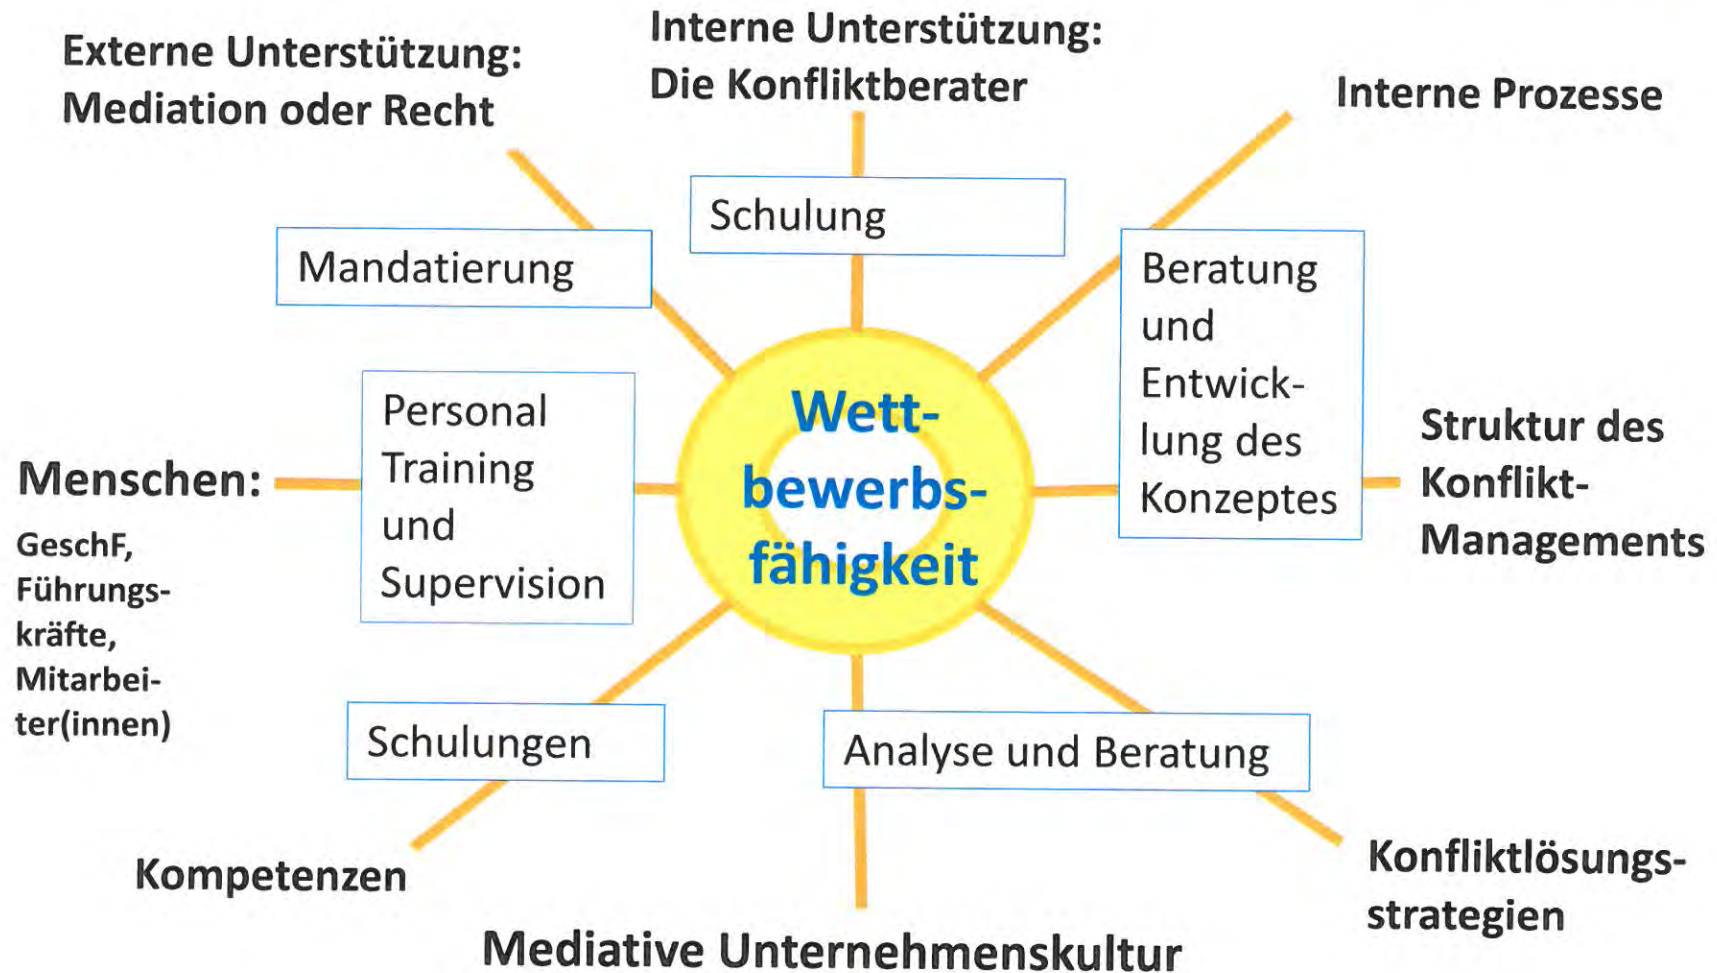 Externe Unterstützung:
Mediation oder Recht
Interne Unterstützung:
Die Konfliktberater
Interne Prozesse
Schulung
Mandatierung
Beratung
und
Entwick-
lung des
Konzeptes
Personal
Training
und
Supervision
Wett-
bewerbs-
fähigkeit
Struktur des
Konflikt-
Managements
Menschen:
GeschF,
Führungs-
kräfte,
Mitarbei-
ter(innen)
Schulungen
Analyse und Beratung
Kompetenzen
Konfliktlösungs-
strategien
Mediative Unternehmenskultur